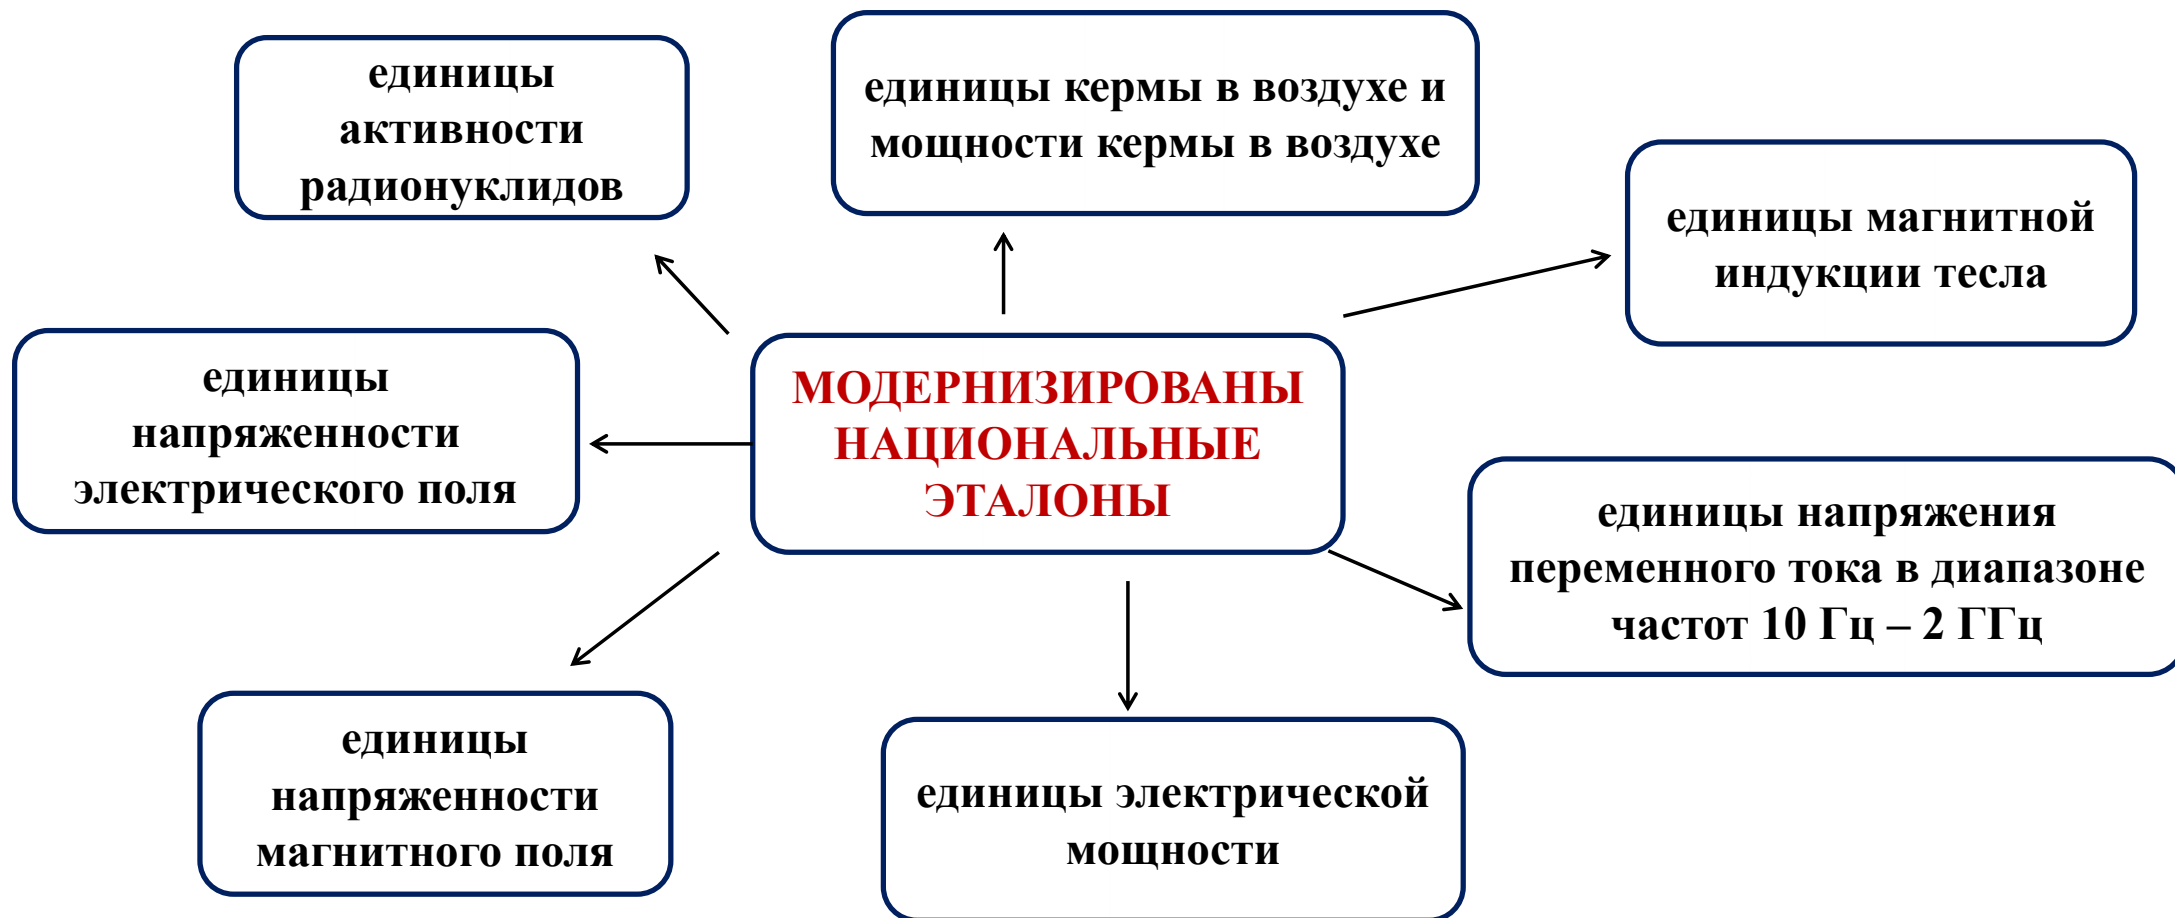 единицы
активности
радионуклидов
единицы кермы в воздухе и
мощности кермы в воздухе
единицы магнитной
индукции тесла
единицы
напряженности
электрического поля
МОДЕРНИЗИРОВАНЫ
НАЦИОНАЛЬНЫЕ
ЭТАЛОНЫ
единицы напряжения
переменного тока в диапазоне
частот 10 Гц – 2 ГГц
единицы
напряженности
магнитного поля
единицы электрической
мощности